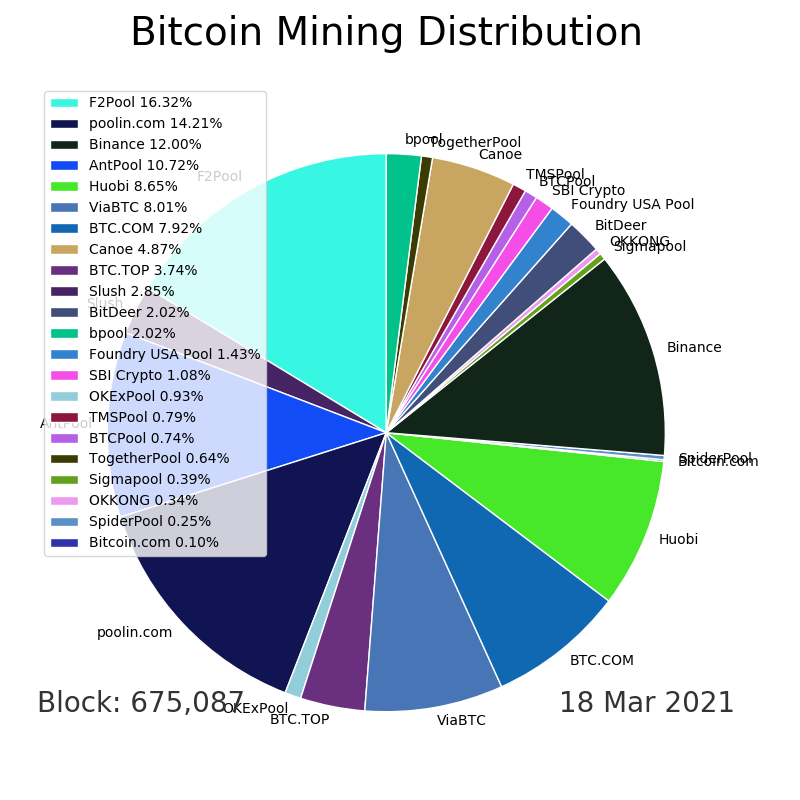 Bitcoin Mining Distribution
F2Pool 16.32%
poolin.com 14.21%
Binance 12.00%
AntPool 10.72%
Huobi 8.65%
ViaBTC 8.01%
BTC.COM 7.92%
Canoe 4.87%
BTC.TOP 3.74%
Slush 2.85%
BitDeer 2.02%
bpool 2.02%
Foundry USA Pool 1.43%
SBI Crypto 1.08%
OKExPool 0.93%
TMSPool 0.79%
BTCPool 0.74%
TogetherPool 0.64%
Sigmapool 0.39%
OKKONG 0.34%
SpiderPool 0.25%
Bitcoin.com 0.10%
bpool
TogetherPool
Canoe
TMSPool
BTCPool
SBI Crypto
Foundry USA Pool
BitDeer
OKKONG
Sigmapool
Binance
SpiderPool
Bitcoin.com
Huobi
BTC.COM
ViaBTC
BTC.TOP
OKExPool
poolin.com
AntPool
Slush
F2Pool
Block: 675,087
18 Mar 2021